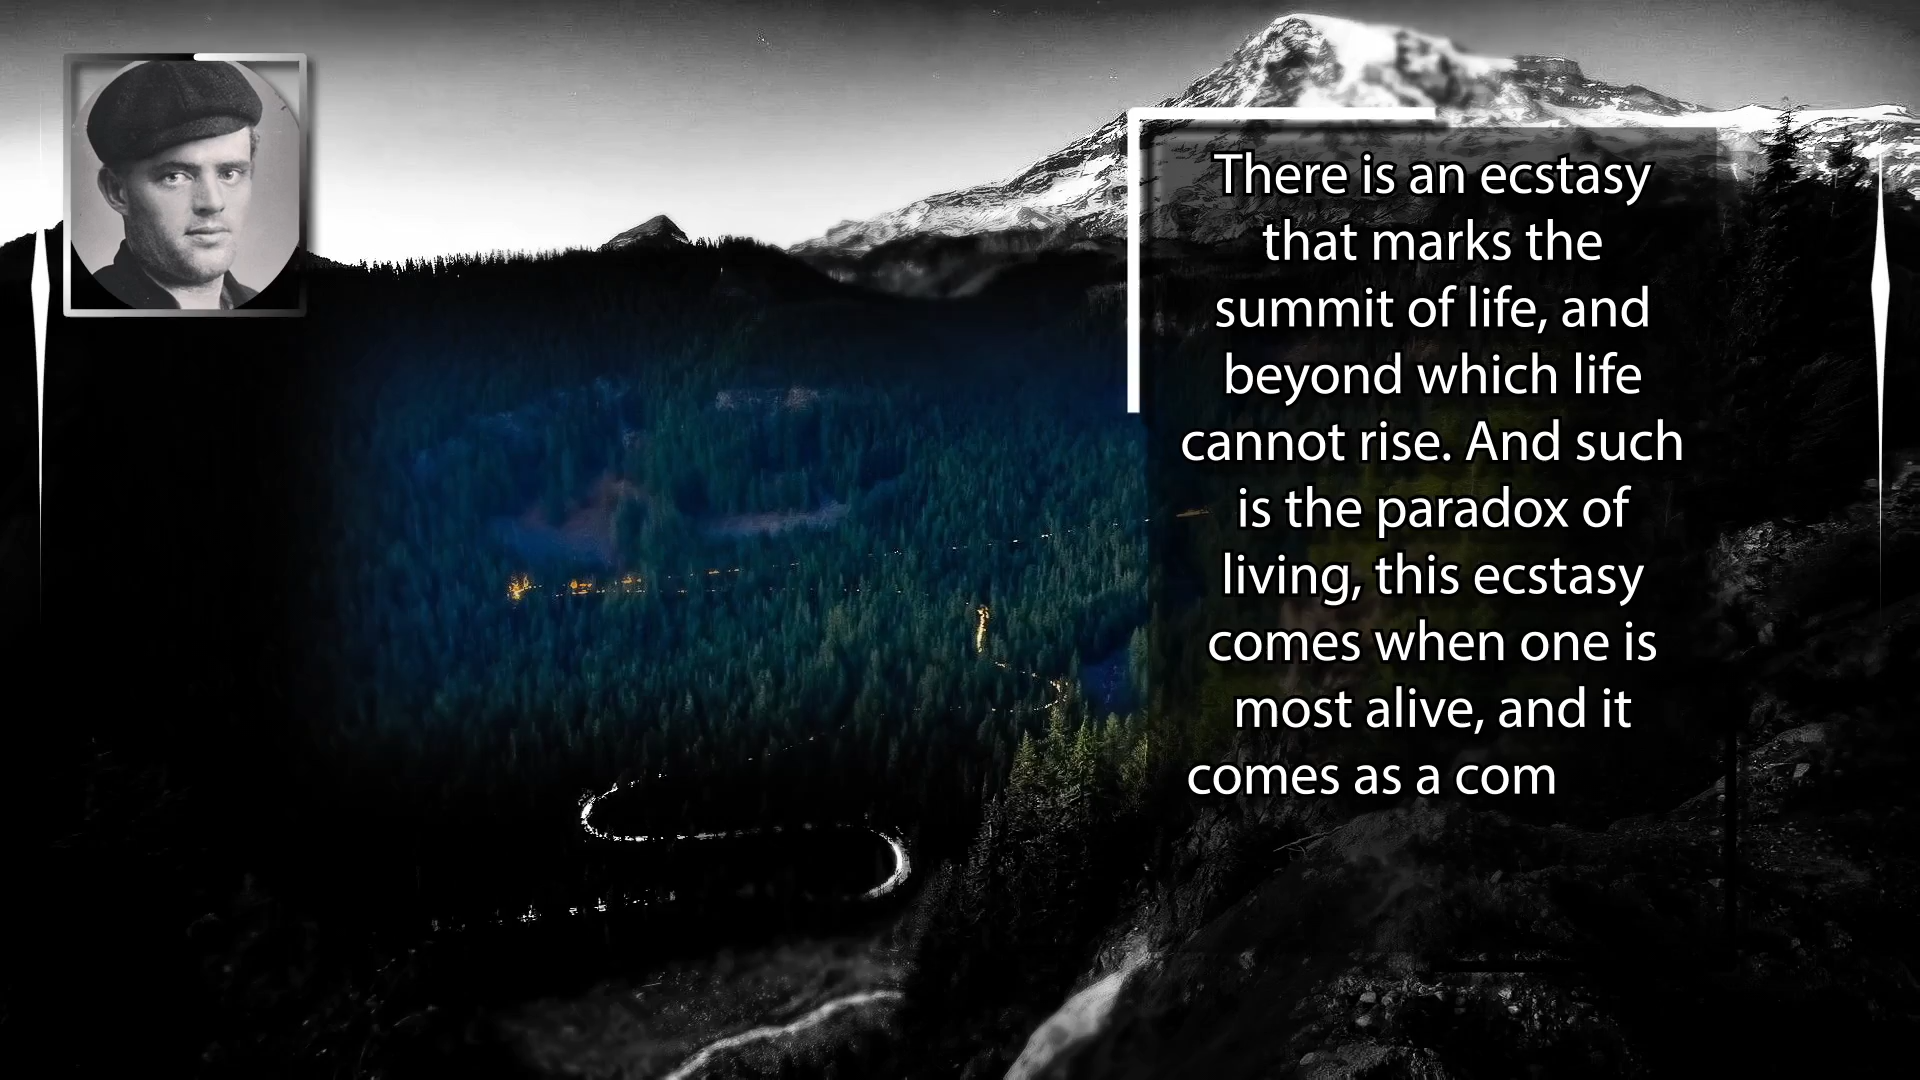 There is an ecstasy
that marks the
summit of life, and
beyond which life
cannot rise. And such
is the paradox of
living, this ecstasy
comes when one is
most alive, and it
comes as a com